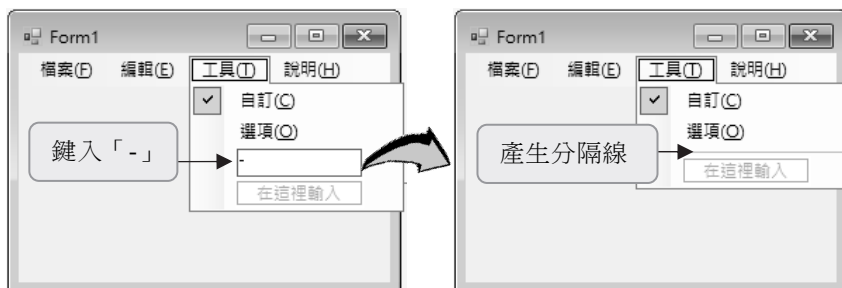 Form1
檔案(F) 編輯(E) 工具(T) 說明(H)
自訂(C)
選項(O)
鍵入「-」
-
在這裡輸入
Form1
檔案(F) 編輯(E) 工具(T) 說明(H)
自訂(C)
選項(O)
產生分隔線
在這裡輸入